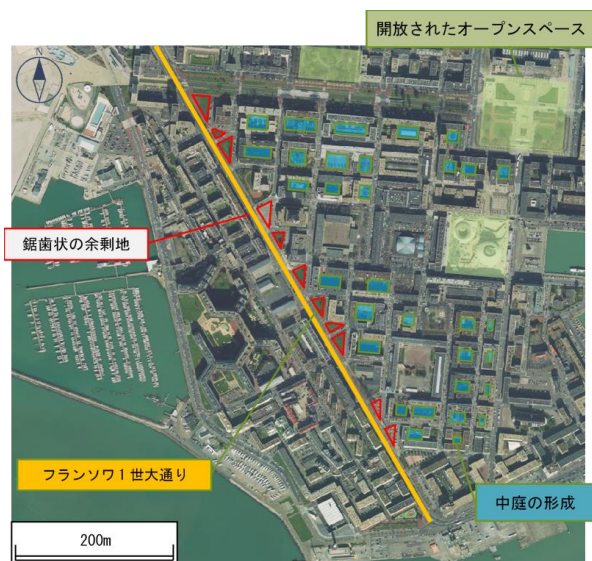 開放されたオープンスペース
N
鋸歯状の余剰地
フランソワ１世大通り
中庭の形成
200m